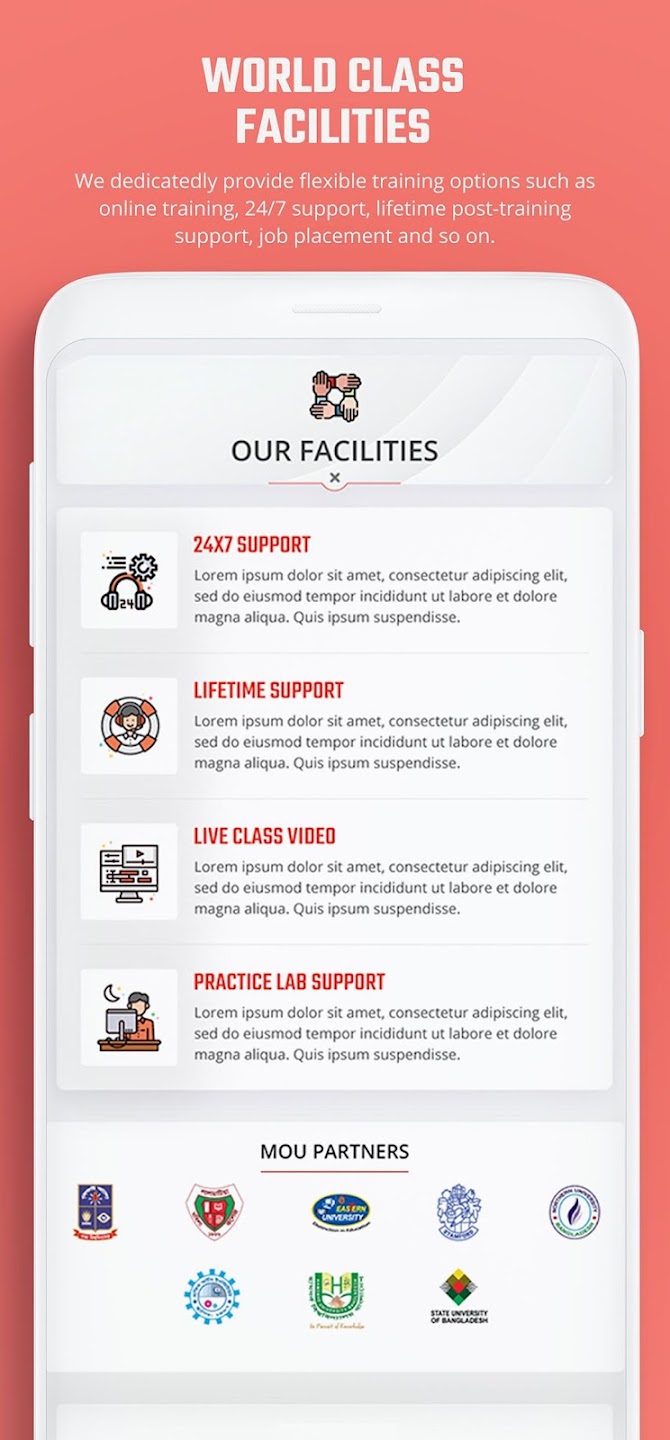 WORLD CLASS
FACILITIES
We dedicatedly provide flexible training options such as
online training, 24/7 support, lifetime post-training
support, job placement and so on.
OUR FACILITIES
24X7 SUPPORT
Lorem ipsum dolor sit amet, consectetur adipiscing elit,
sed do eiusmod tempor incididunt ut labore et dolore
magna aliqua. Quis ipsum suspendisse.
24
LIFETIME SUPPORT
Lorem ipsum dolor sit amet, consectetur adipiscing elit,
sed do eiusmod tempor incididunt ut labore et dolore
magna aliqua. Quis ipsum suspendisse.
LIVE CLASS VIDEO
Lorem ipsum dolor sit amet, consectetur adipiscing elit,
sed do eiusmod tempor incididunt ut labore et dolore
magna aliqua. Quis ipsum suspendisse.
PRACTICE LAB SUPPORT
Lorem ipsum dolor sit amet, consectetur adipiscing elit,
sed do eiusmod tempor incididunt ut labore et dolore
magna aliqua. Quis ipsum suspendisse.
MOU PARTNERS
EASTERN
UNIVERSITY
STAMFORD
NORTHERN UNIVERSITY
BANGLADESH
STATE UNIVERSITY
OF BANGLADESH